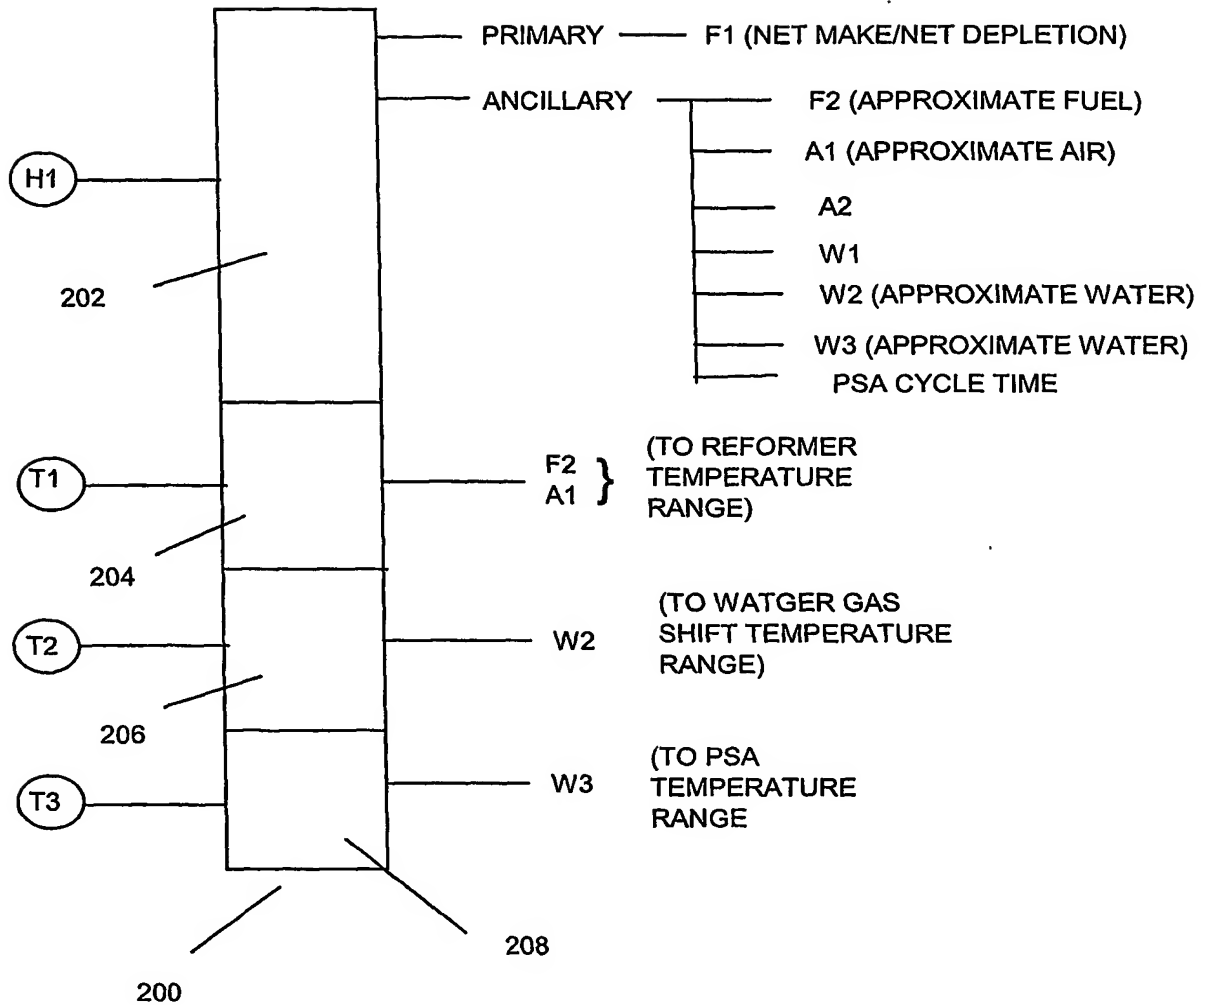 PRIMARY F1 (NET MAKE/NET DEPLETION)
ANCILLARY F2 (APPROXIMATE FUEL)
A1 (APPROXIMATE AIR)
H1
A2
W1
202
W2 (APPROXIMATE WATER)
W3 (APPROXIMATE WATER)
PSA CYCLE TIME
T1
F2
A1 }
(TO REFORMER
TEMPERATURE
RANGE)
204
T2
W2
(TO WATGER GAS
SHIFT TEMPERATURE
RANGE)
206
T3
W3
(TO PSA
TEMPERATURE
RANGE
208
200